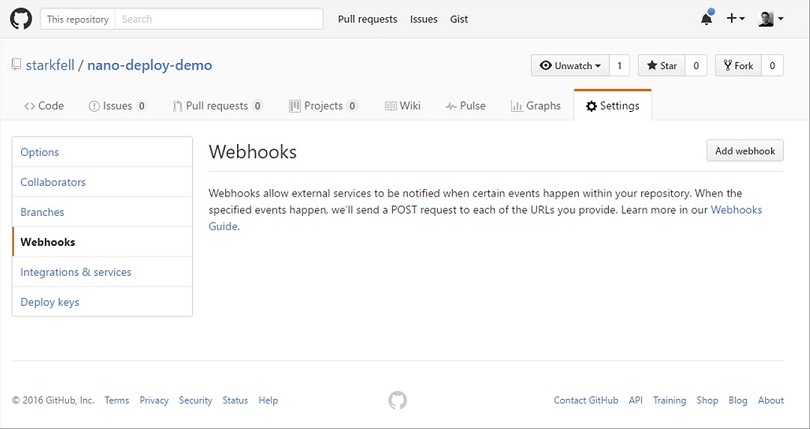 This repository Search Pull requests Issues Gist
starkfell / nano-deploy-demo Unwatch 1 Star 0 Fork 0
Code Issues 0 Pull requests 0 Projects 0 Wiki Pulse Graphs Settings
Options
Collaborators
Branches
Webhooks
Integrations & services
Deploy keys
Webhooks Add webhook
Webhooks allow external services to be notified when certain events happen within your repository. When the
specified events happen, we'll send a POST request to each of the URLs you provide. Learn more in our Webhooks
Guide.
© 2016 GitHub, Inc. Terms Privacy Security Status Help Contact GitHub API Training Shop Blog About